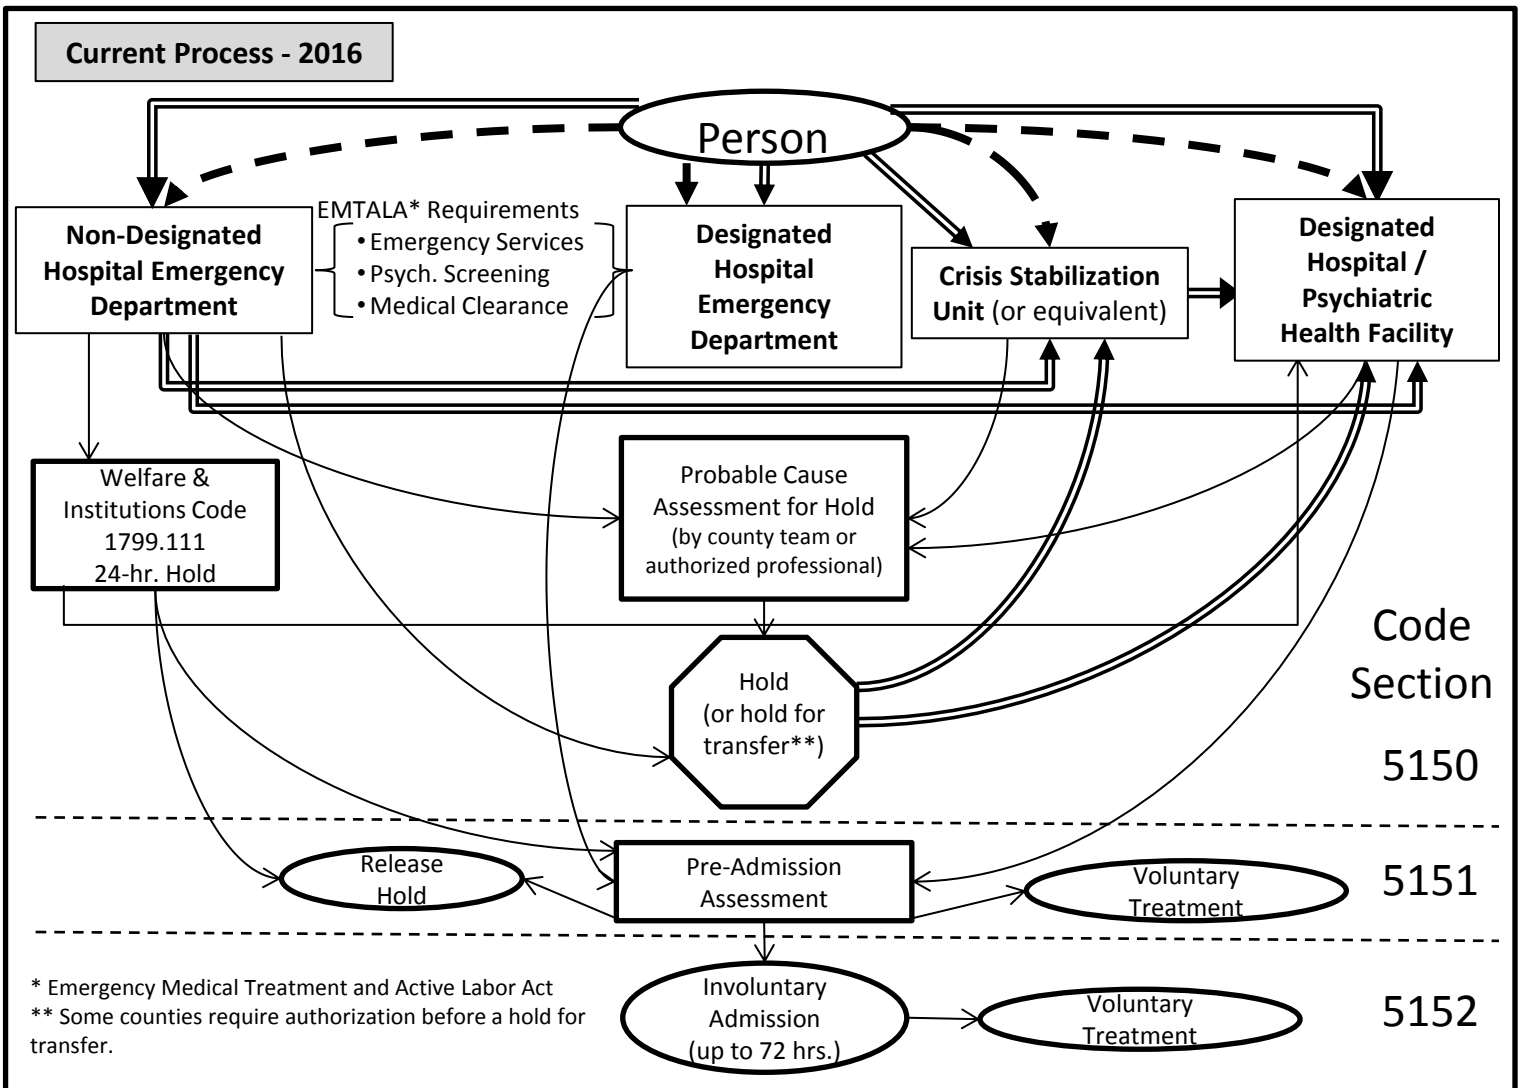 Current Process - 2016
Person
Non-Designated
Hospital Emergency
Department
EMTALA* Requirements
• Emergency Services
• Psych. Screening
• Medical Clearance
Designated
Hospital
Emergency
Department
Crisis Stabilization
Unit (or equivalent)
Designated
Hospital /
Psychiatric
Health Facility
Welfare &
Institutions Code
1799.111
24-hr. Hold
Probable Cause
Assessment for Hold
(by county team or
authorized professional)
Hold
(or hold for
transfer**)
Code
Section
5150
Release
Hold
Pre-Admission
Assessment
Voluntary
Treatment
5151
Involuntary
Admission
(up to 72 hrs.)
Voluntary
Treatment
5152
* Emergency Medical Treatment and Active Labor Act
** Some counties require authorization before a hold for
transfer.